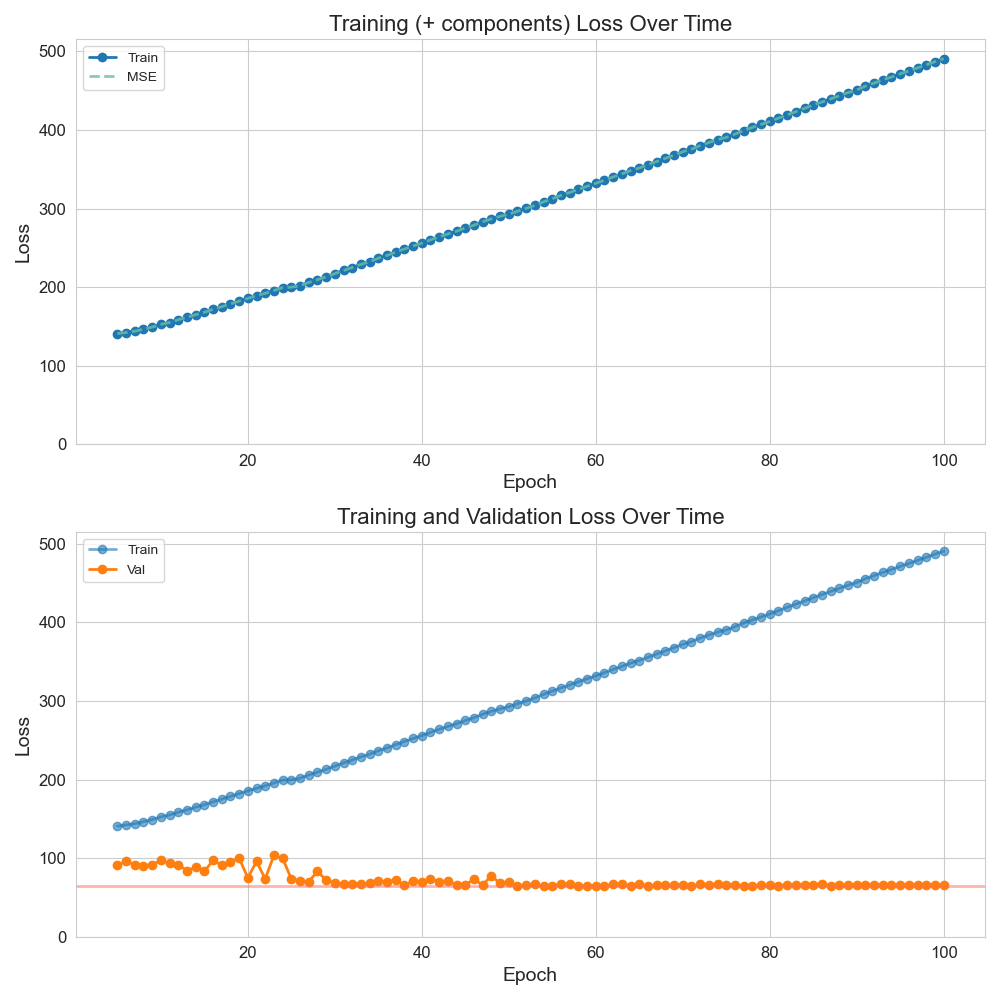 Training (+ components) Loss Over Time
Train
MSE
500
400
300
200
100
0
Loss
20 40 60 80 100
Epoch
Training and Validation Loss Over Time
Train
Val
500
400
300
200
100
0
Loss
20 40 60 80 100
Epoch